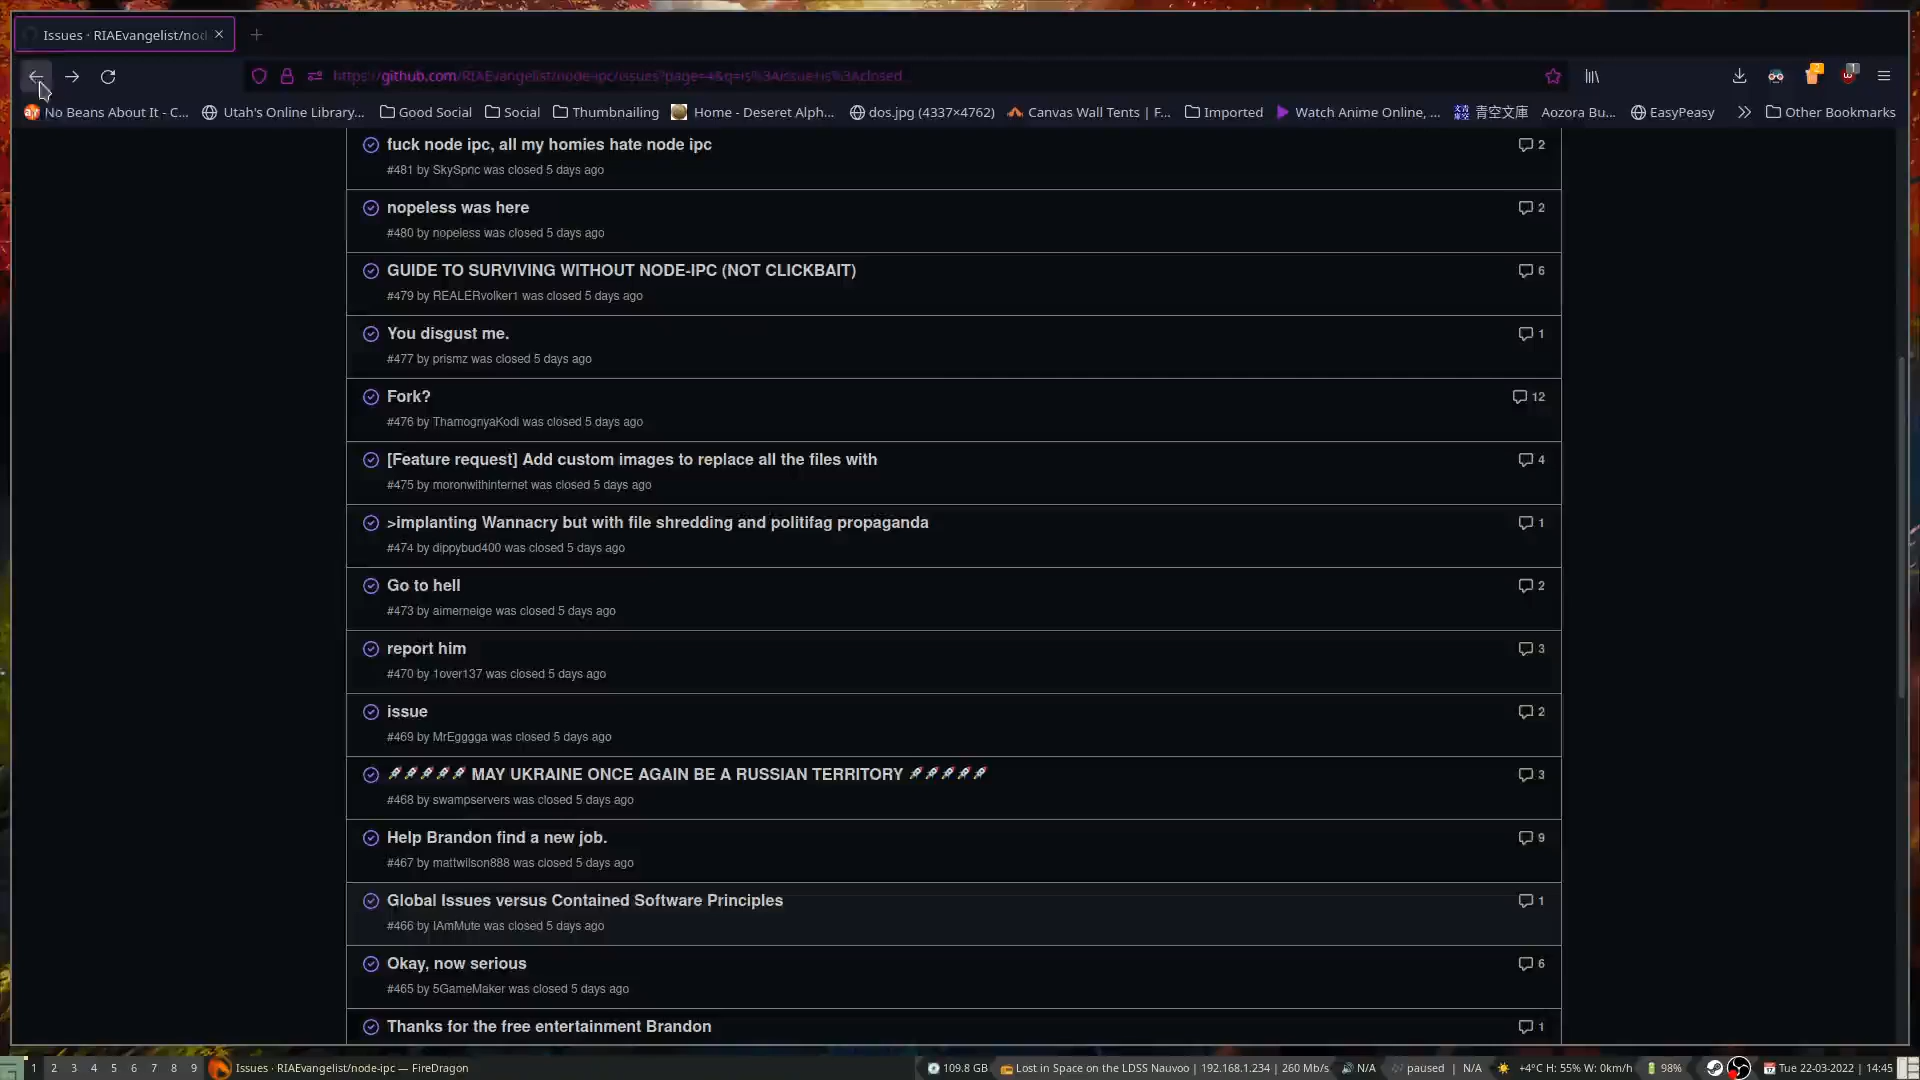 Issues · RIAEvangelist/nod
https://github.com/RIAEvangelist/node-ipc/issues?page=4&q=is%3Aissue+is%3Aclosed
2
1
No Beans About It - C... Utah's Online Library... Good Social Social Thumbnailing Home - Deseret Alph... dos.jpg (4337×4762) Canvas Wall Tents | F... Imported Watch Anime Online, ... 青空文庫 Aozora Bu... EasyPeasy Other Bookmarks
fuck node ipc, all my homies hate node ipc 2
#481 by SkySpnc was closed 5 days ago
nopeless was here 2
#480 by nopeless was closed 5 days ago
GUIDE TO SURVIVING WITHOUT NODE-IPC (NOT CLICKBAIT) 6
#479 by REALERvolker1 was closed 5 days ago
You disgust me. 1
#477 by prismz was closed 5 days ago
Fork? 12
#476 by ThamognyaKodi was closed 5 days ago
[Feature request] Add custom images to replace all the files with 4
#475 by moronwithinternet was closed 5 days ago
>implanting Wannacry but with file shredding and politifag propaganda 1
#474 by dippybud400 was closed 5 days ago
Go to hell 2
#473 by aimerneige was closed 5 days ago
report him 3
#470 by 1over137 was closed 5 days ago
issue 2
#469 by MrEgggga was closed 5 days ago
🚀🚀🚀🚀🚀 MAY UKRAINE ONCE AGAIN BE A RUSSIAN TERRITORY 🚀🚀🚀🚀🚀 3
#468 by swampservers was closed 5 days ago
Help Brandon find a new job. 9
#467 by mattwilson888 was closed 5 days ago
Global Issues versus Contained Software Principles 1
#466 by IAmMute was closed 5 days ago
Okay, now serious 6
#465 by 5GameMaker was closed 5 days ago
Thanks for the free entertainment Brandon 1
1 2 3 4 5 6 7 8 9 Issues · RIAEvangelist/node-ipc — FireDragon 109.8 GB Lost in Space on the LDSS Nauvoo | 192.168.1.234 | 260 Mb/s N/A paused | N/A +4°C H: 55% W: 0km/h 98% Tue 22-03-2022 | 14:45